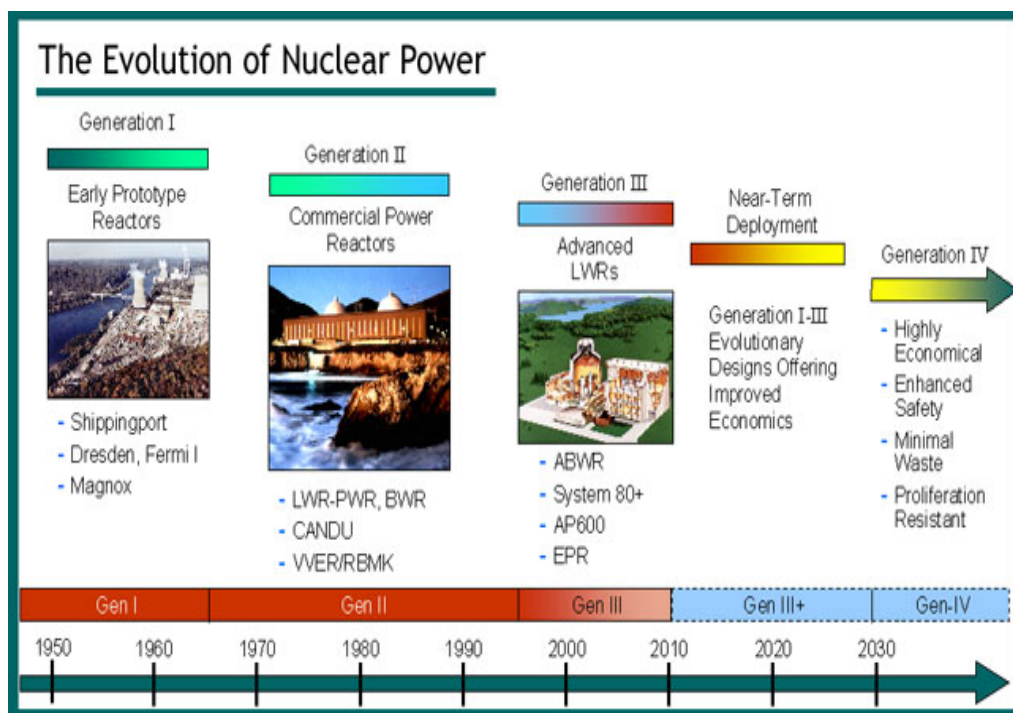 The Evolution of Nuclear Power
Generation I
Early Prototype
Reactors
- Shippingport
- Dresden, Fermi I
- Magnox
Generation II
Commercial Power
Reactors
- LWR-PWR, BWR
- CANDU
- VVER/RBMK
Generation III
Advanced
LWRs
- ABWR
- System 80+
- AP600
- EPR
Near-Term
Deployment
Generation I-III
Evolutionary
Designs Offering
Improved
Economics
Generation IV
- Highly
Economical
- Enhanced
Safety
- Minimal
Waste
- Proliferation
Resistant
Gen I
Gen II
Gen III
Gen III+
Gen-IV
1950
1960
1970
1980
1990
2000
2010
2020
2030